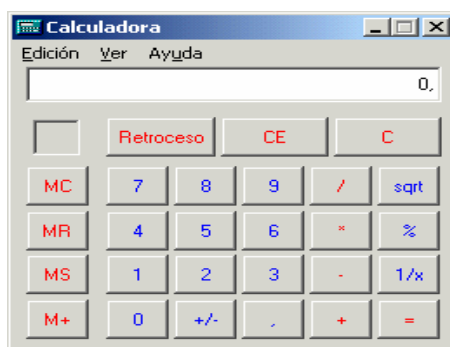 Calculadora
Edición Ver Ayuda
0,
Retroceso CE C
MC 7 8 9 / sqrt
MR 4 5 6 * %
MS 1 2 3 - 1/x
M+ 0 +/- , + =